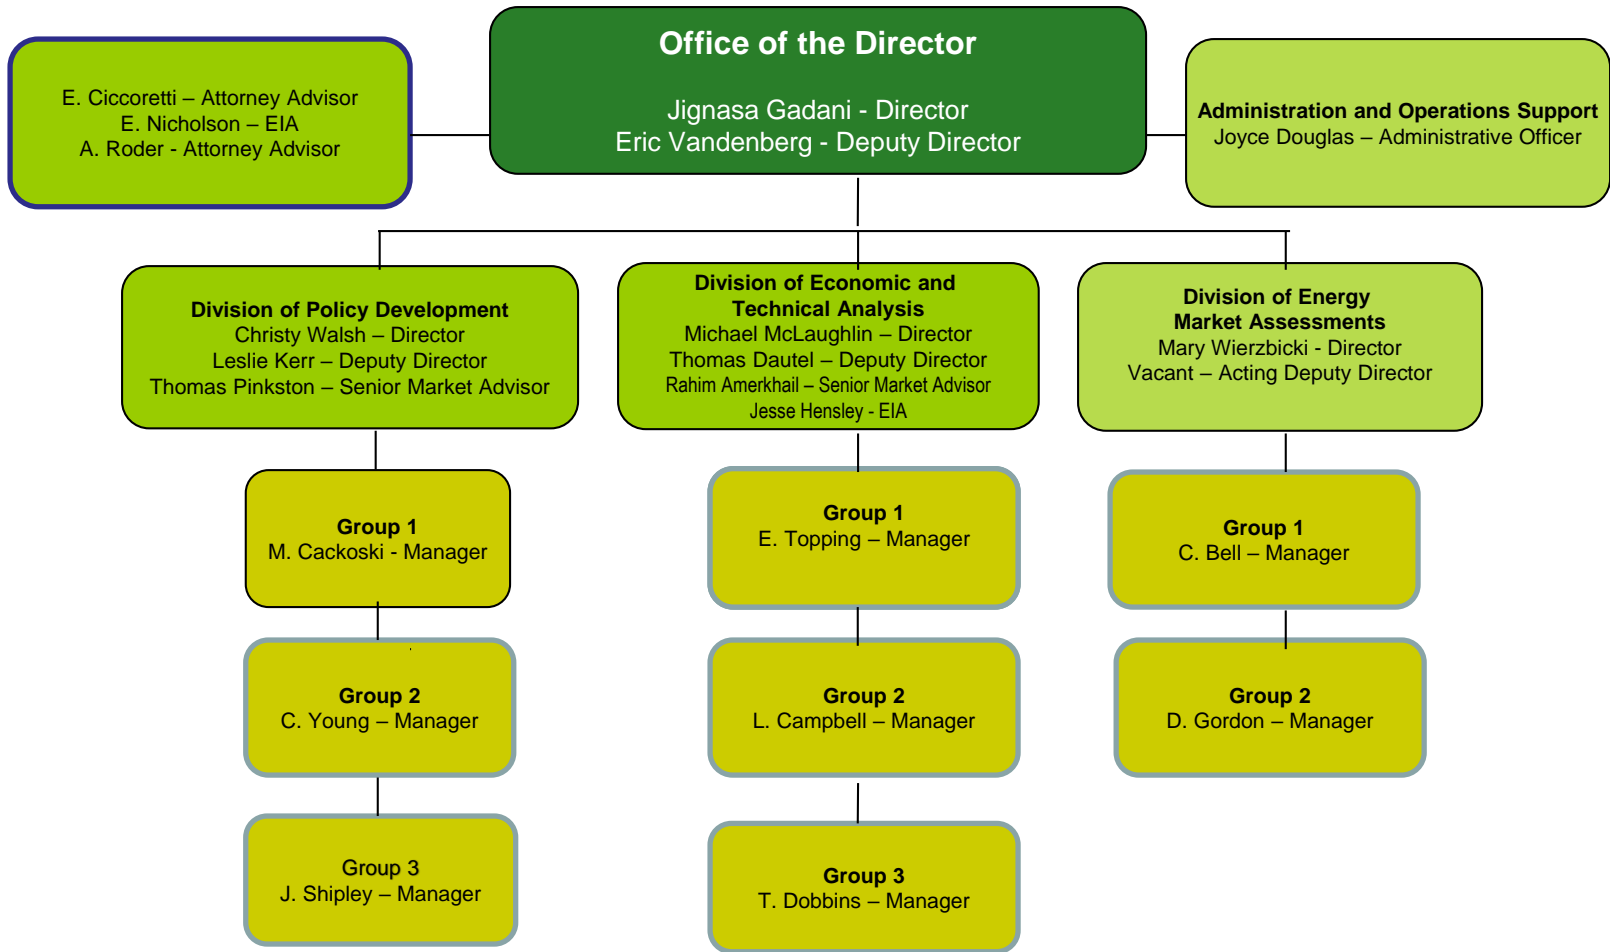 Office of the Director
Jignasa Gadani - Director
Eric Vandenberg - Deputy Director
E. Ciccoretti – Attorney Advisor
E. Nicholson – EIA
A. Roder - Attorney Advisor
Administration and Operations Support
Joyce Douglas – Administrative Officer
Division of Policy Development
Christy Walsh – Director
Leslie Kerr – Deputy Director
Thomas Pinkston – Senior Market Advisor
Division of Economic and
Technical Analysis
Michael McLaughlin – Director
Thomas Dautel – Deputy Director
Rahim Amerkhail – Senior Market Advisor
Jesse Hensley - EIA
Division of Energy
Market Assessments
Mary Wierzbicki - Director
Vacant – Acting Deputy Director
Group 1
M. Cackoski - Manager
Group 1
E. Topping – Manager
Group 1
C. Bell – Manager
Group 2
C. Young – Manager
Group 2
L. Campbell – Manager
Group 2
D. Gordon – Manager
Group 3
J. Shipley – Manager
Group 3
T. Dobbins – Manager